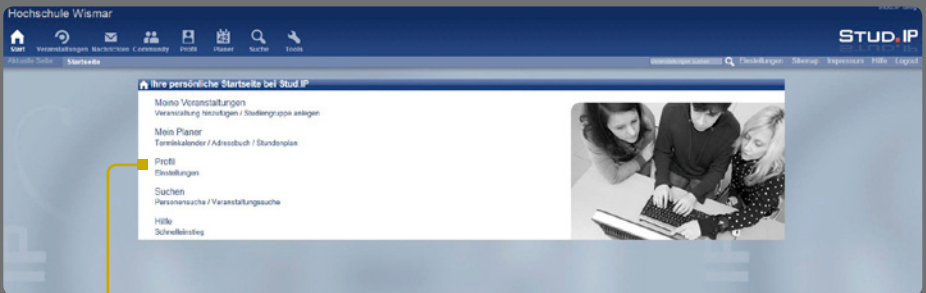 Hochschule Wismar
Start Veranstaltungen Nachrichten Community Profil Planer Suche Tools
STUD.IP
Aktuelle Seite Startseite
Einstellungen Sitemap Impressum Hilfe Logout
Ihre persönliche Startseite bei Stud.IP
Meine Veranstaltungen
Veranstaltung hinzufügen / Studiengruppe anlegen
Mein Planer
Terminkalender / Adressbuch / Stundenplan
Profil
Einstellungen
Suchen
Personensuche / Veranstaltungssuche
Hilfe
Schnelleinstieg